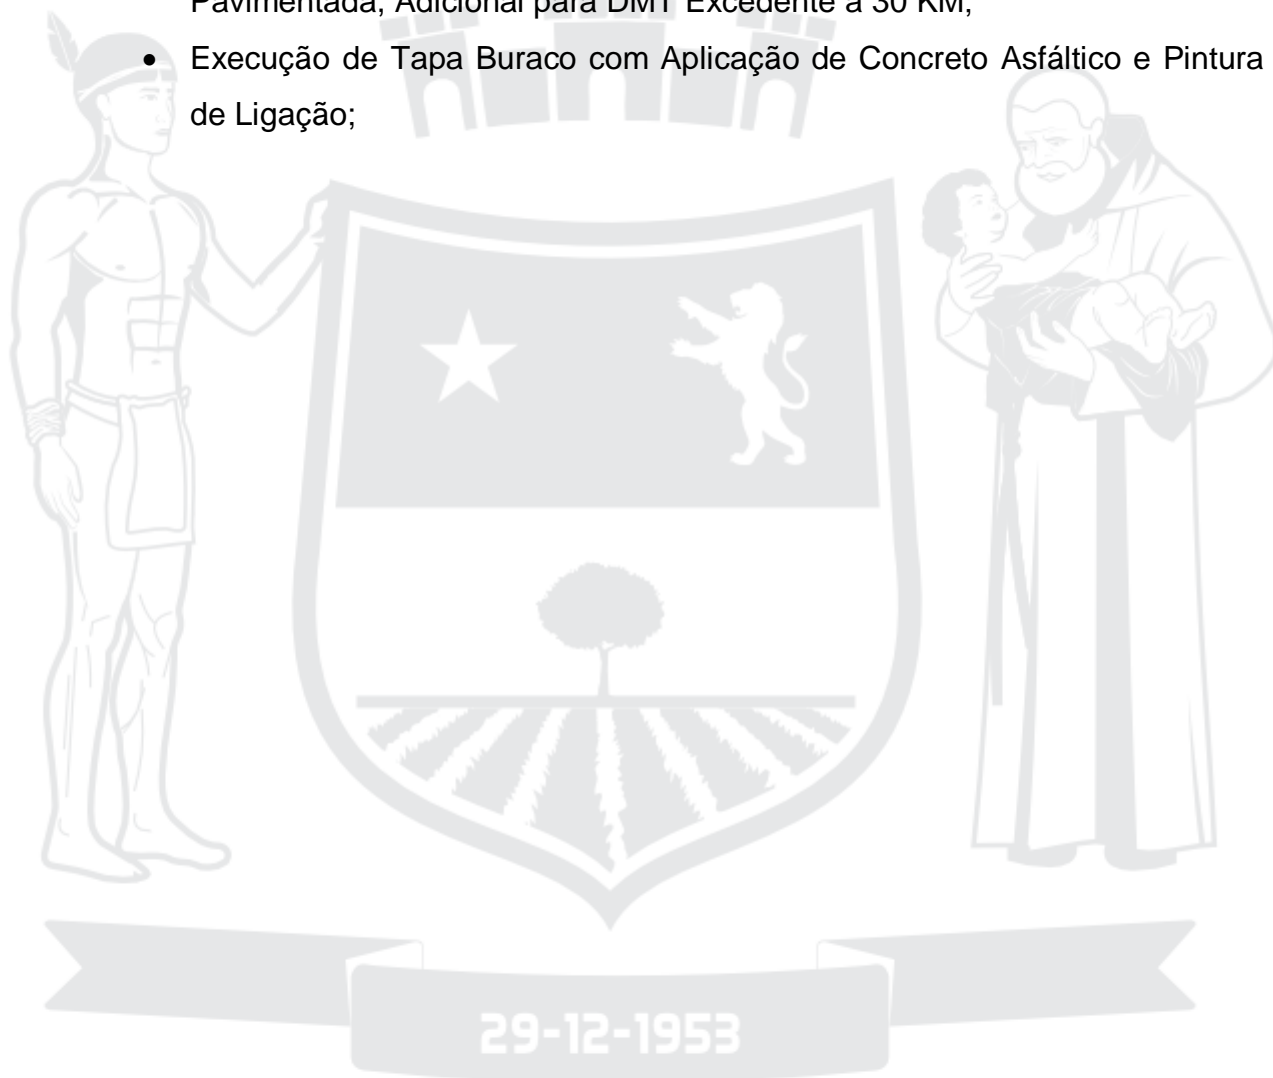 Pavimentada, Adicional para DMT Excedente a 30 KM;
• Execução de Tapa Buraco com Aplicação de Concreto Asfáltico e Pintura
de Ligação;
29-12-1953